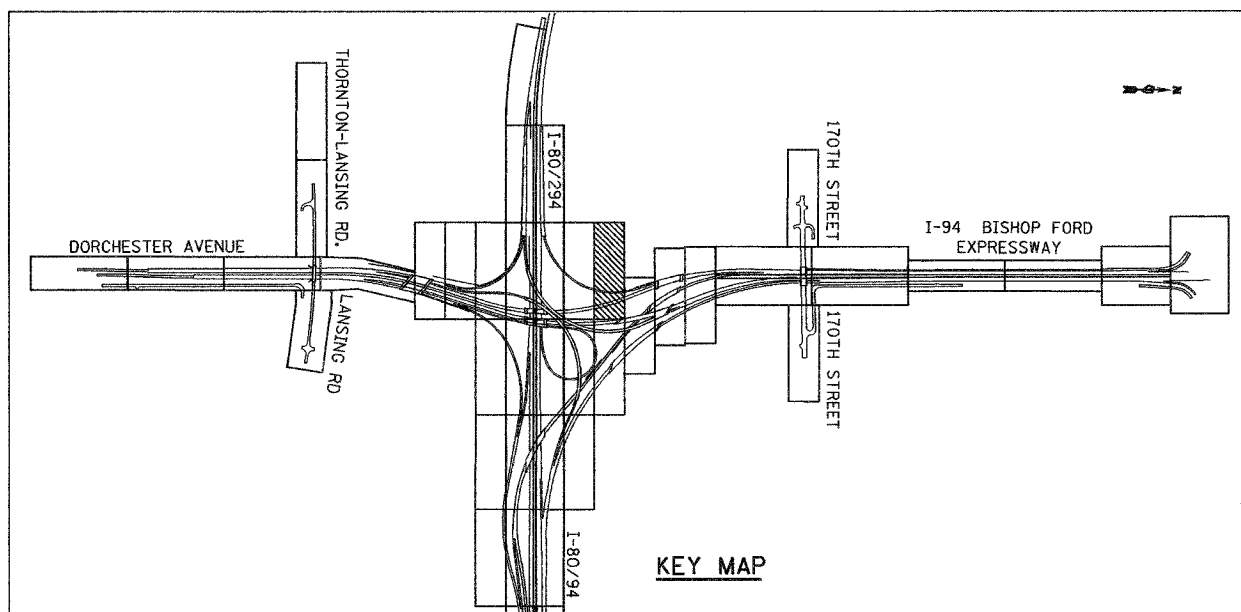 THORNTON-LANSING RD.
LANSING RD
DORCHESTER AVENUE
I-80/294
I-80/94
170TH STREET
170TH STREET
I-94 BISHOP FORD
EXPRESSWAY
N
KEY MAP